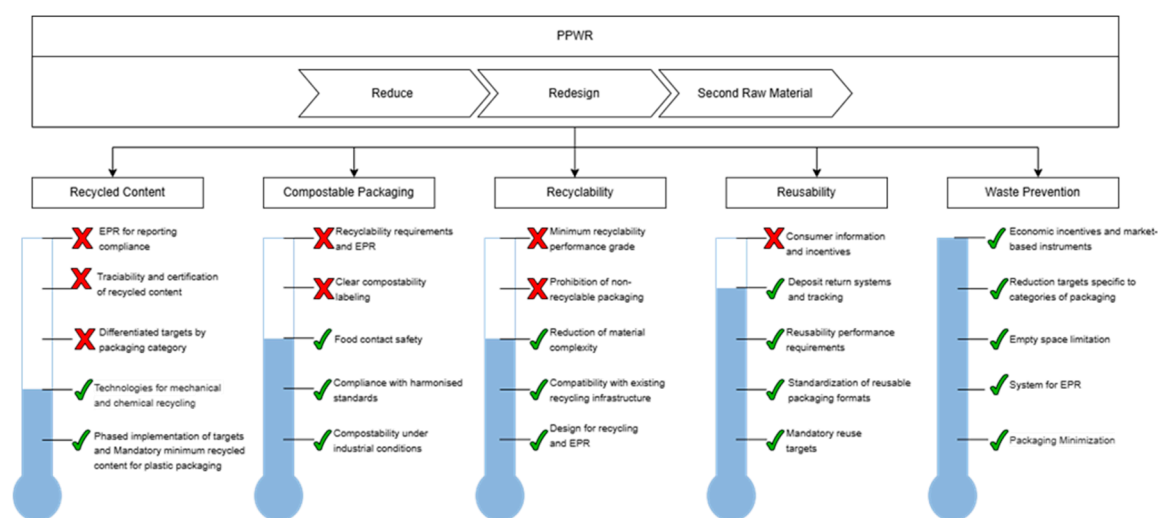 PPWR
Reduce
Redesign
Second Raw Material
Recycled Content
EPR for reporting
compliance
Traciability and certification
of recycled content
Differentiated targets by
packaging category
Technologies for mechanical
and chemical recycling
Phased implementation of targets
and Mandatory minimum recycled
content for plastic packaging
Compostable Packaging
Recyclability requirements
and EPR
Clear compostability
labeling
Food contact safety
Compliance with harmonised
standards
Compostability under
industrial conditions
Recyclability
Minimum recyclability
performance grade
Prohibition of non-
recyclable packaging
Reduction of material
complexity
Compatibility with existing
recycling infrastructure
Design for recycling
and EPR
Reusability
Consumer information
and incentives
Deposit return systems
and tracking
Reusability performance
requirements
Standardization of reusable
packaging formats
Mandatory reuse
targets
Waste Prevention
Economic incentives and market-
based instruments
Reduction targets specific to
categories of packaging
Empty space limitation
System for EPR
Packaging Minimization